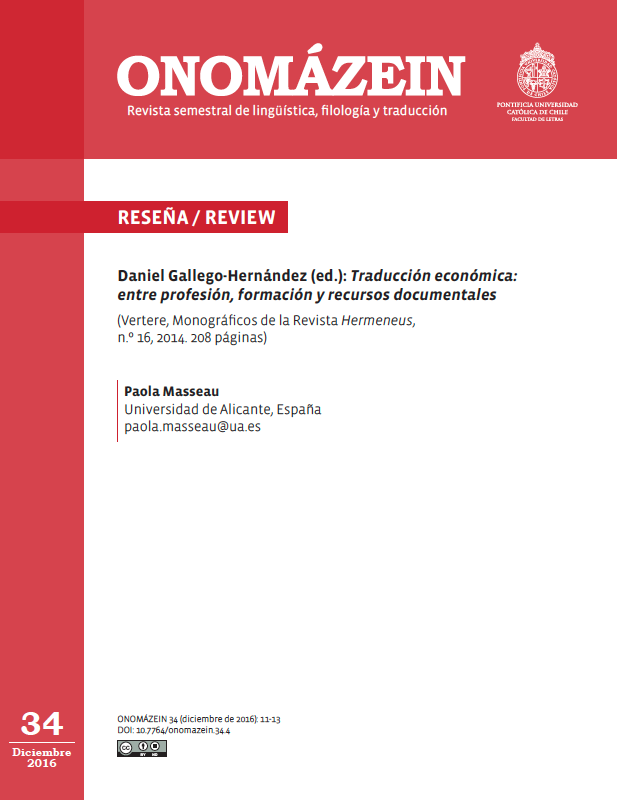 ONOMÁZEIN
Revista semestral de lingüística, filología y traducción
PONTIFICIA UNIVERSIDAD
CATÓLICA DE CHILE
FACULTAD DE LETRAS
RESEÑA / REVIEW
Daniel Gallego-Hernández (ed.): Traducción económica:
entre profesión, formación y recursos documentales
(Vertere, Monográficos de la Revista Hermeneus,
n.º 16, 2014. 208 páginas)
Paola Masseau
Universidad de Alicante, España
paola.masseau@ua.es
34
Diciembre
2016
ONOMÁZEIN 34 (diciembre de 2016): 11-13
DOI: 10.7764/onomazein.34.4
cc
BY